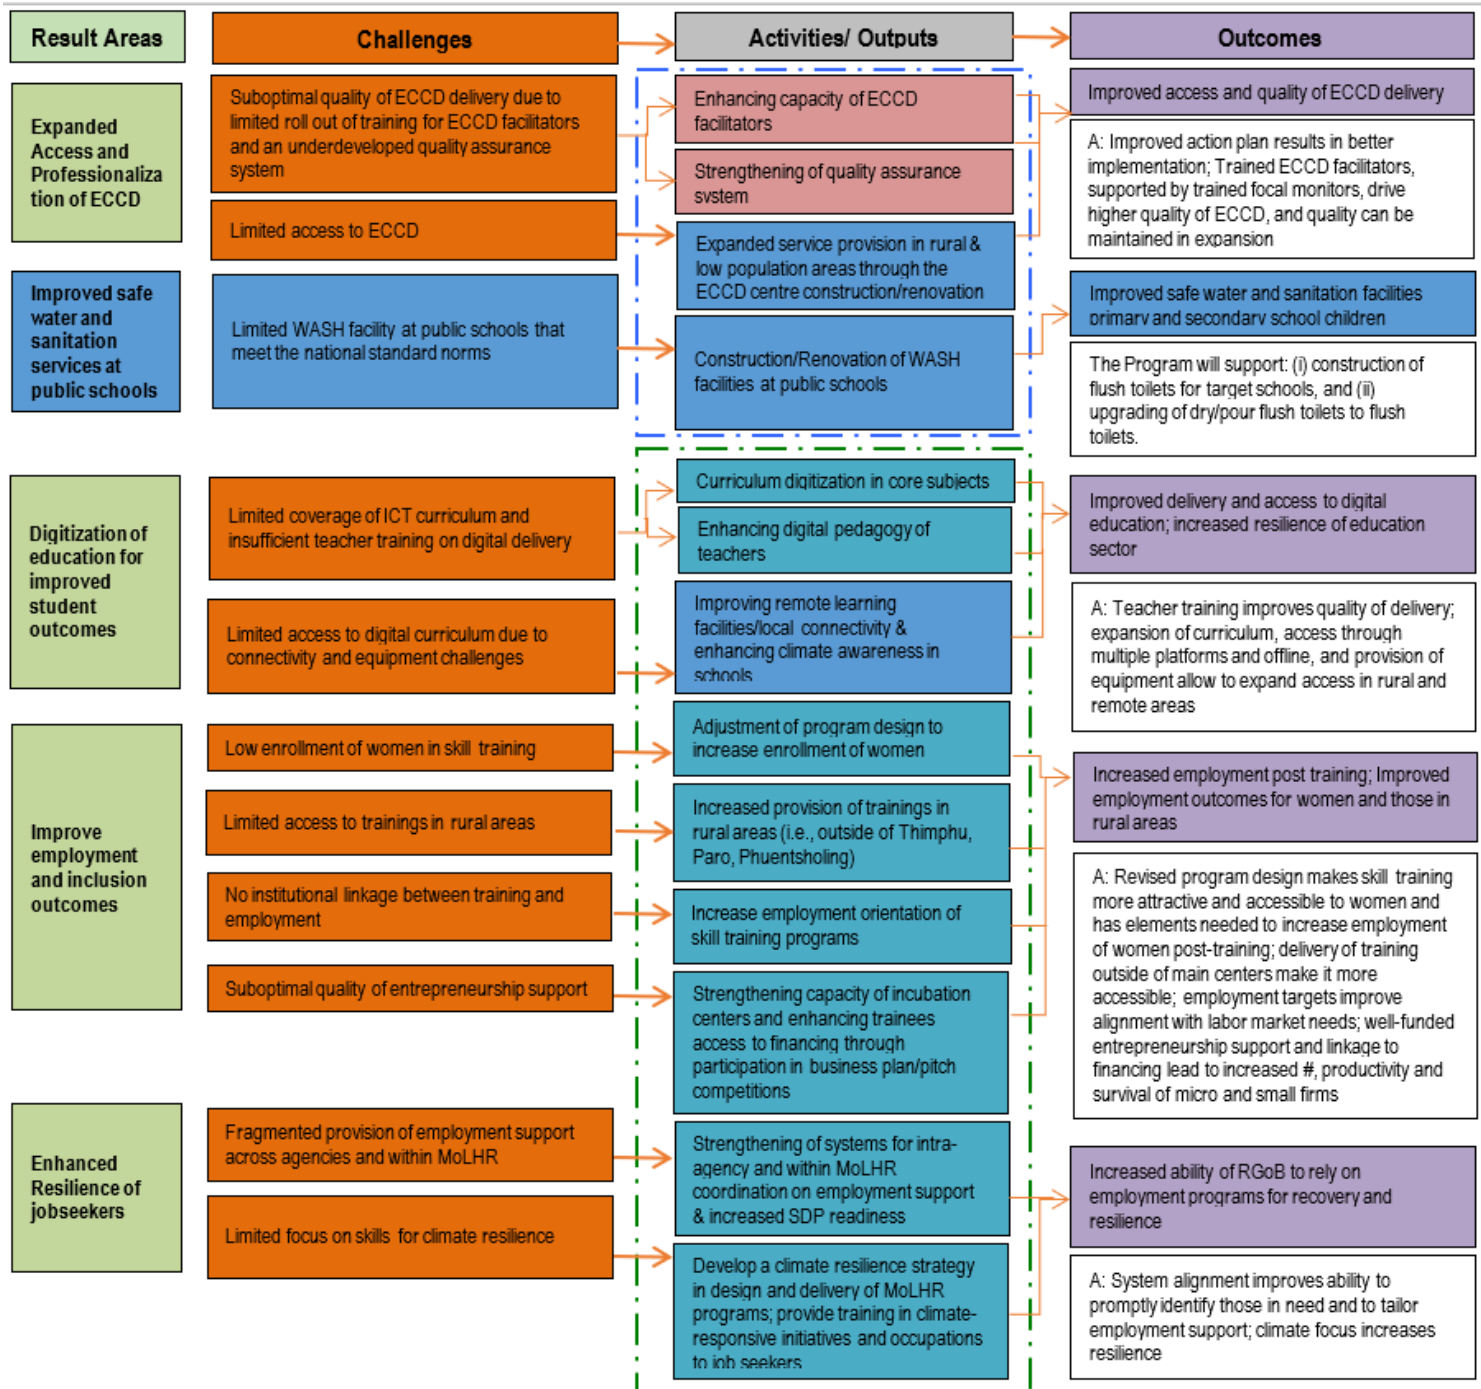 Result Areas
Challenges
Activities/ Outputs
Outcomes
Expanded
Access and
Professionaliza
tion of ECCD
Suboptimal quality of ECCD delivery due to
limited roll out of training for ECCD facilitators
and an underdeveloped quality assurance
system
Limited access to ECCD
Enhancing capacity of ECCD
facilitators
Strengthening of quality assurance
system
Expanded service provision in rural &
low population areas through the
ECCD centre construction/renovation
Improved access and quality of ECCD delivery
A: Improved action plan results in better
implementation; Trained ECCD facilitators,
supported by trained focal monitors, drive
higher quality of ECCD, and quality can be
maintained in expansion
Improved safe
water and
sanitation
services at
public schools
Limited WASH facility at public schools that
meet the national standard norms
Construction/Renovation of WASH
facilities at public schools
Improved safe water and sanitation facilities
primary and secondary school children
The Program will support: (i) construction of
flush toilets for target schools, and (ii)
upgrading of dry/pour flush toilets to flush
toilets.
Digitization of
education for
improved
student
outcomes
Limited coverage of ICT curriculum and
insufficient teacher training on digital delivery
Limited access to digital curriculum due to
connectivity and equipment challenges
Curriculum digitization in core subjects
Enhancing digital pedagogy of
teachers
Improving remote learning
facilities/local connectivity &
enhancing climate awareness in
schools
Improved delivery and access to digital
education; increased resilience of education
sector
A: Teacher training improves quality of delivery;
expansion of curriculum, access through
multiple platforms and offline, and provision of
equipment allow to expand access in rural and
remote areas
Improve
employment
and inclusion
outcomes
Low enrollment of women in skill training
Limited access to trainings in rural areas
No institutional linkage between training and
employment
Suboptimal quality of entrepreneurship support
Adjustment of program design to
increase enrollment of women
Increased provision of trainings in
rural areas (i.e., outside of Thimphu,
Paro, Phuentsholing)
Increase employment orientation of
skill training programs
Strengthening capacity of incubation
centers and enhancing trainees
access to financing through
participation in business plan/pitch
competitions
Increased employment post training; Improved
employment outcomes for women and those in
rural areas
A: Revised program design makes skill training
more attractive and accessible to women and
has elements needed to increase employment
of women post-training; delivery of training
outside of main centers make it more
accessible; employment targets improve
alignment with labor market needs; well-funded
entrepreneurship support and linkage to
financing lead to increased #, productivity and
survival of micro and small firms
Enhanced
Resilience of
jobseekers
Fragmented provision of employment support
across agencies and within MoLHR
Limited focus on skills for climate resilience
Strengthening of systems for intra-
agency and within MoLHR
coordination on employment support
& increased SDP readiness
Develop a climate resilience strategy
in design and delivery of MoLHR
programs; provide training in climate-
responsive initiatives and occupations
to job seekers
Increased ability of RGoB to rely on
employment programs for recovery and
resilience
A: System alignment improves ability to
promptly identify those in need and to tailor
employment support; climate focus increases
resilience